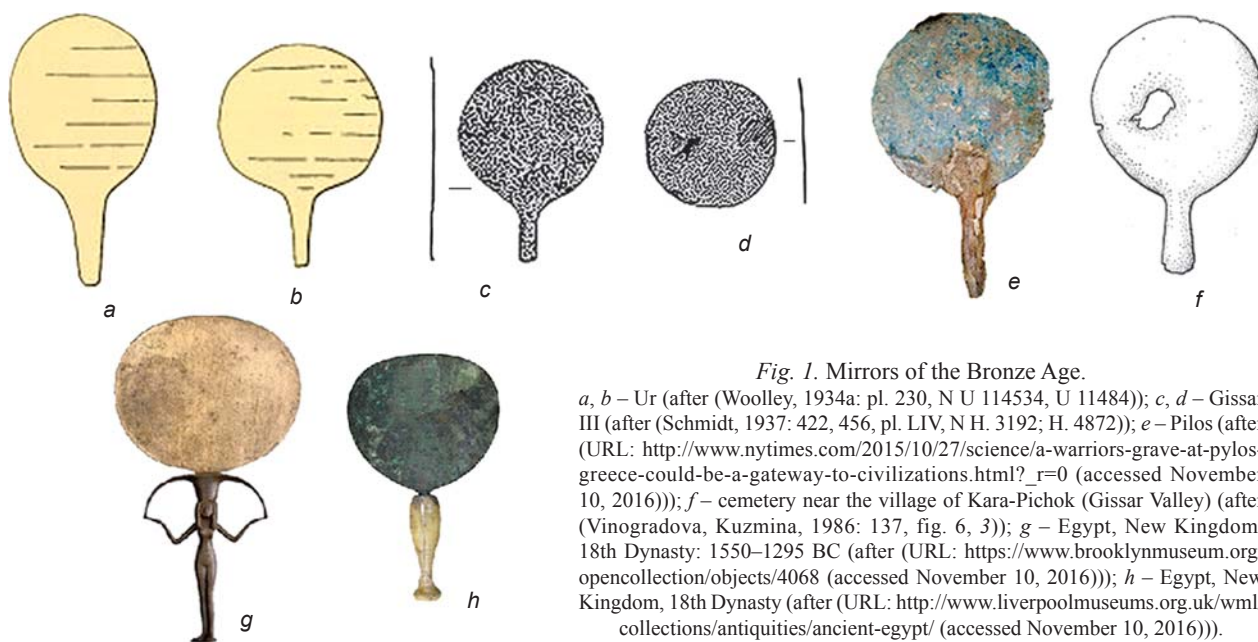 a
b
c
d
e
f
g
h
Fig. 1. Mirrors of the Bronze Age.
a, b – Ur (after (Woolley, 1934a: pl. 230, N U 114534, U 11484)); c, d – Gissar
III (after (Schmidt, 1937: 422, 456, pl. LIV, N H. 3192; H. 4872)); e – Pilos (after
(URL: http://www.nytimes.com/2015/10/27/science/a-warriors-grave-at-pylos-
greece-could-be-a-gateway-to-civilizations.html?_r=0 (accessed November
10, 2016))); f – cemetery near the village of Kara-Pichok (Gissar Valley) (after
(Vinogradova, Kuzmina, 1986: 137, fig. 6, 3)); g – Egypt, New Kingdom
18th Dynasty: 1550–1295 BC (after (URL: https://www.brooklynmuseum.org
opencollection/objects/4068 (accessed November 10, 2016))); h – Egypt, New
Kingdom, 18th Dynasty (after (URL: http://www.liverpoolmuseums.org.uk/wml
collections/antiquities/ancient-egypt/ (accessed November 10, 2016))).